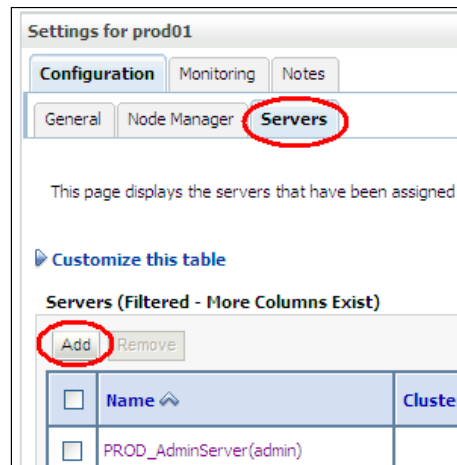 Settings for prod01
Configuration Monitoring Notes
General Node Manager Servers
This page displays the servers that have been assigned
Customize this table
Servers (Filtered - More Columns Exist)
Add Remove
Name Cluste
PROD_AdminServer(admin)